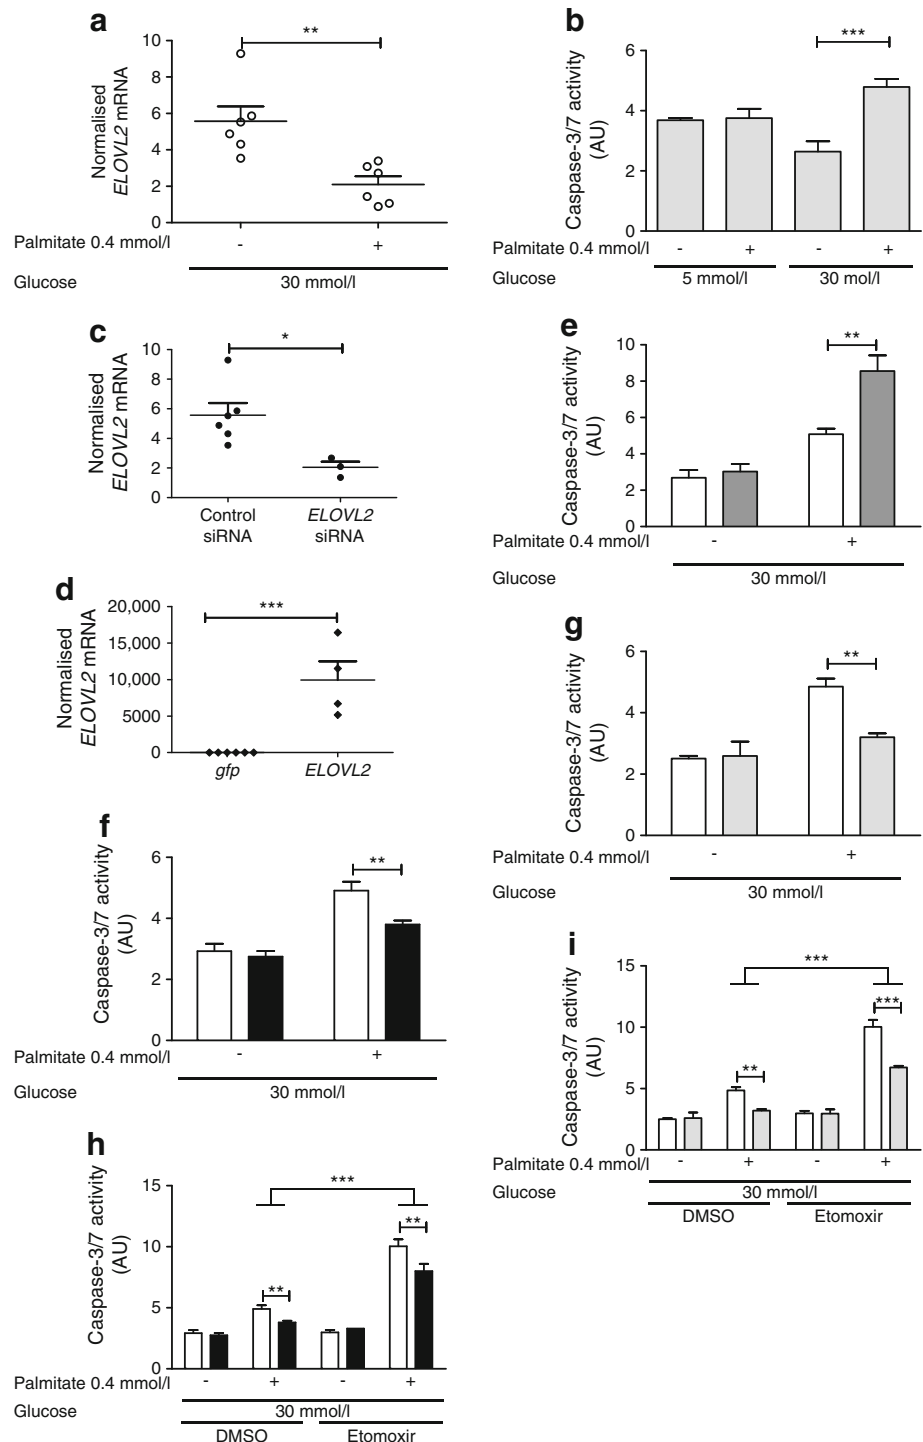 a
**
Normalised
ELOVL2 mRNA
10
8
6
4
2
0
Palmitate 0.4 mmol/l - +
Glucose 30 mmol/l
b
***
Caspase-3/7 activity
(AU)
6
4
2
0
Palmitate 0.4 mmol/l - + - +
Glucose 5 mmol/l 30 mol/l
c
*
Normalised
ELOVL2 mRNA
10
8
6
4
2
0
Control
siRNA
ELOVL2
siRNA
e
**
Caspase-3/7 activity
(AU)
10
8
6
4
2
0
Palmitate 0.4 mmol/l - +
Glucose 30 mmol/l
d
***
Normalised
ELOVL2 mRNA
20,000
15,000
10,000
5000
0
gfp ELOVL2
g
**
Caspase-3/7 activity
(AU)
6
4
2
0
Palmitate 0.4 mmol/l - +
Glucose 30 mmol/l
f
**
Caspase-3/7 activity
(AU)
6
4
2
0
Palmitate 0.4 mmol/l - +
Glucose 30 mmol/l
i
***
***
**
Caspase-3/7 activity
(AU)
15
10
5
0
Palmitate 0.4 mmol/l - + - +
Glucose 30 mmol/l
DMSO Etomoxir
h
***
**
**
Caspase-3/7 activity
(AU)
15
10
5
0
Palmitate 0.4 mmol/l - + - +
Glucose 30 mmol/l
DMSO Etomoxir